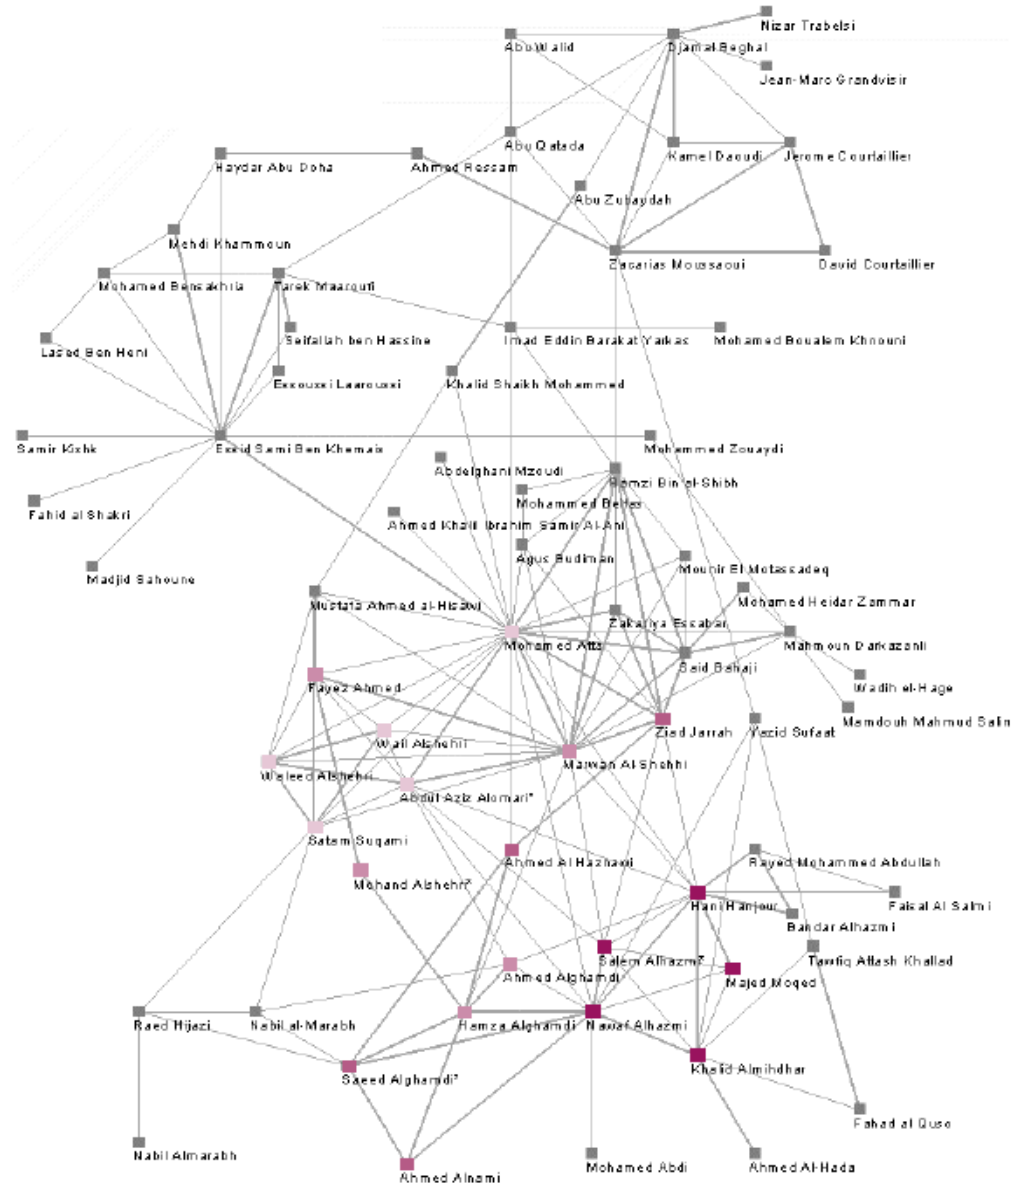 Nizar Trabelsi
Abu Walid
Djamal Beghal
Jean-Marc Grandvisir
Abu Qatada
Kamel Daoudi
Jerome Courtaillier
Haydar Abu Doha
Ahmed Ressam
Abu Zubaydah
Mehdi Khammoun
Zacarias Moussaoui
David Courtaillier
Mohamed Bensakhria
Tarek Maaroufi
Seifallah ben Hassine
Imad Eddin Barakat Yarkas
Mohamed Boualem Khnouni
Lased Ben Heni
Essoussi Laaroussi
Khalid Shaikh Mohammed
Samir Kishk
Essid Sami Ben Khemais
Mohammed Zouaydi
Abdelghani Mzoudi
Ramzi Bin al-Shibh
Mohammed Belfas
Fahid al Shakri
Ahmed Khalil Ibrahim Samir Al-Ani
Agus Budiman
Mounir El Motassadeq
Madjid Sahoune
Mustafa Ahmed al-Hisawi
Mohamed Heidar Zammar
Zakariya Essabar
Mohamed Atta
Mahmoun Darkazanli
Said Bahaji
Fayez Ahmed
Wadih el-Hage
Mamdouh Mahmud Salim
Ziad Jarrah
Yazid Sufaat
Wail Alshehri
Marwan Al-Shehhi
Waleed Alshehri
Abdul Aziz Alomari*
Satam Suqami
Ahmed Al Haznawi
Rayed Mohammed Abdullah
Mohand Alshehri*
Hani Hanjour
Faisal Al Salmi
Bandar Alhazmi
Salem Alhazmi*
Tawfiq Attash Khallad
Ahmed Alghamdi
Majed Moqed
Raed Hijazi
Nabil al-Marabh
Hamza Alghamdi
Nawaf Alhazmi
Saeed Alghamdi*
Khalid Almihdhar
Fahad al Quso
Nabil Almarabh
Mohamed Abdi
Ahmed Al-Hada
Ahmed Alnami